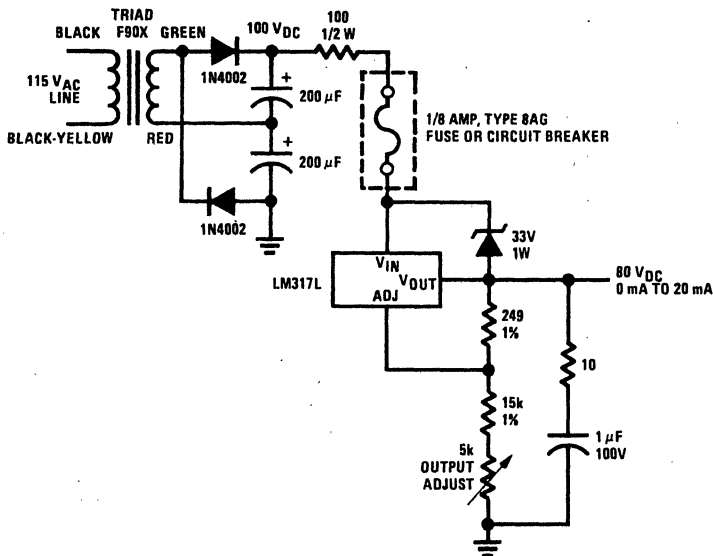 TRIAD
F90X
BLACK
GREEN
100 VDC
100
1/2 W
1N4002
115 VAC
LINE
+
200 µF
1/8 AMP, TYPE 8AG
FUSE OR CIRCUIT BREAKER
BLACK-YELLOW
RED
+
200 µF
1N4002
33V
1W
VIN
VOUT
LM317L
ADJ
80 VDC
0 mA TO 20 mA
249
1%
10
15k
1%
1 µF
100V
5k
OUTPUT
ADJUST